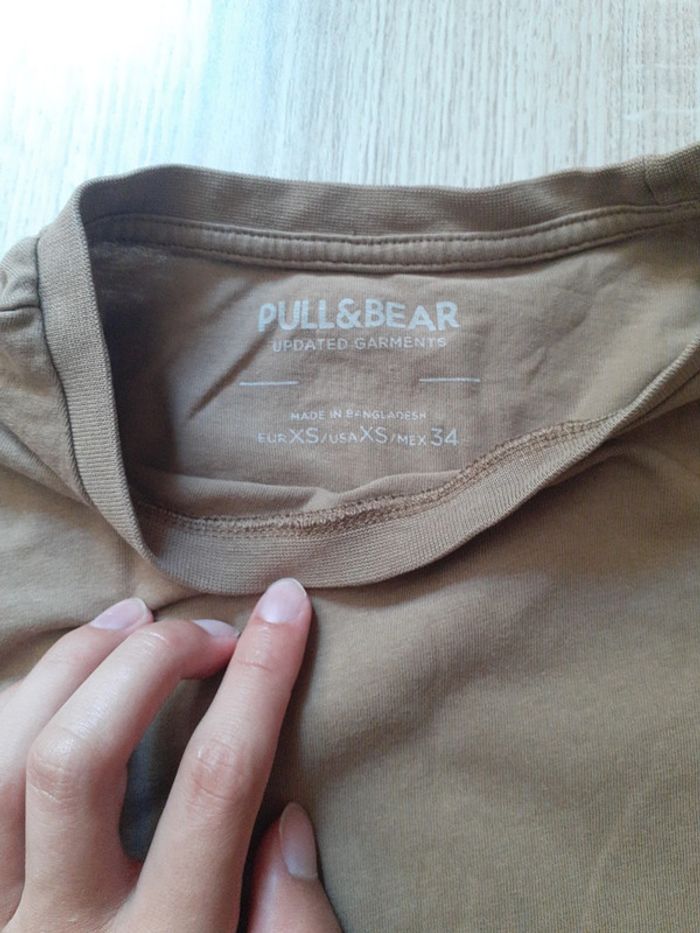 PULL&BEAR
UPDATED GARMENTS
MADE IN BANGLADESH
EUR XS/USA XS/MEX 34